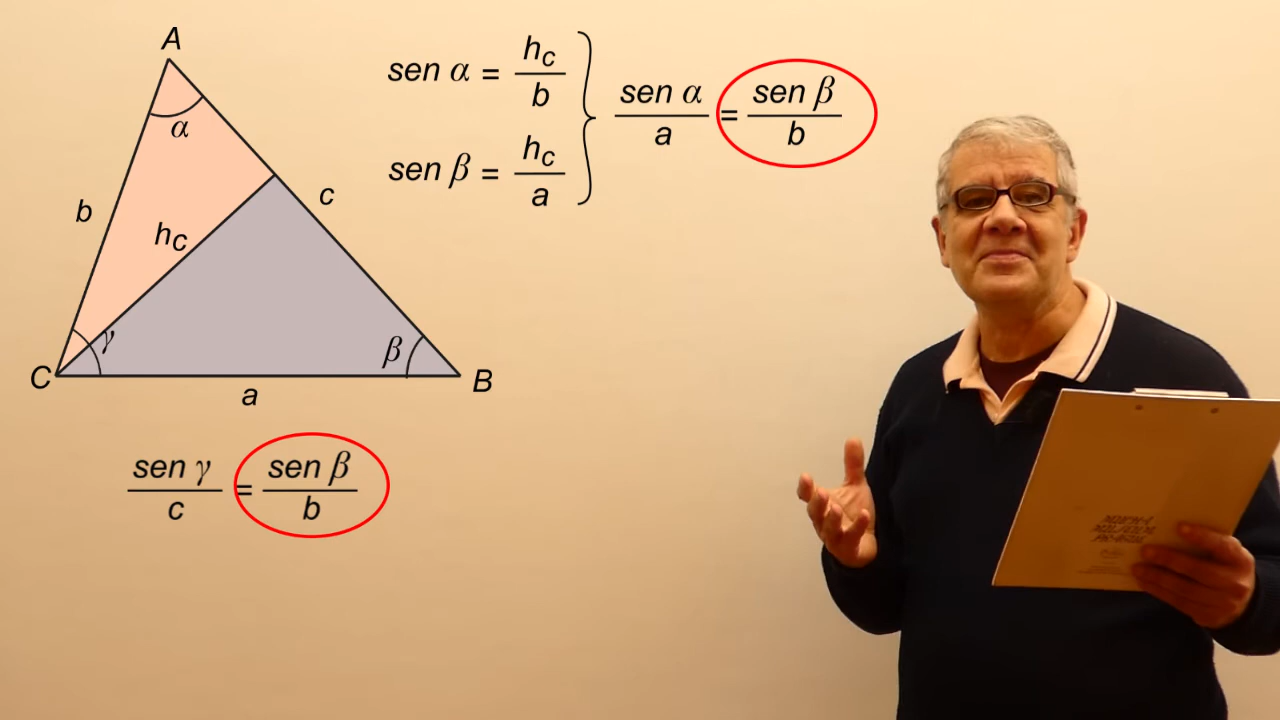 A
α
b
c
h_C
γ
β
C
B
a
sen α = h_C / b
sen β = h_C / a
sen α / a = sen β / b
sen γ / c = sen β / b